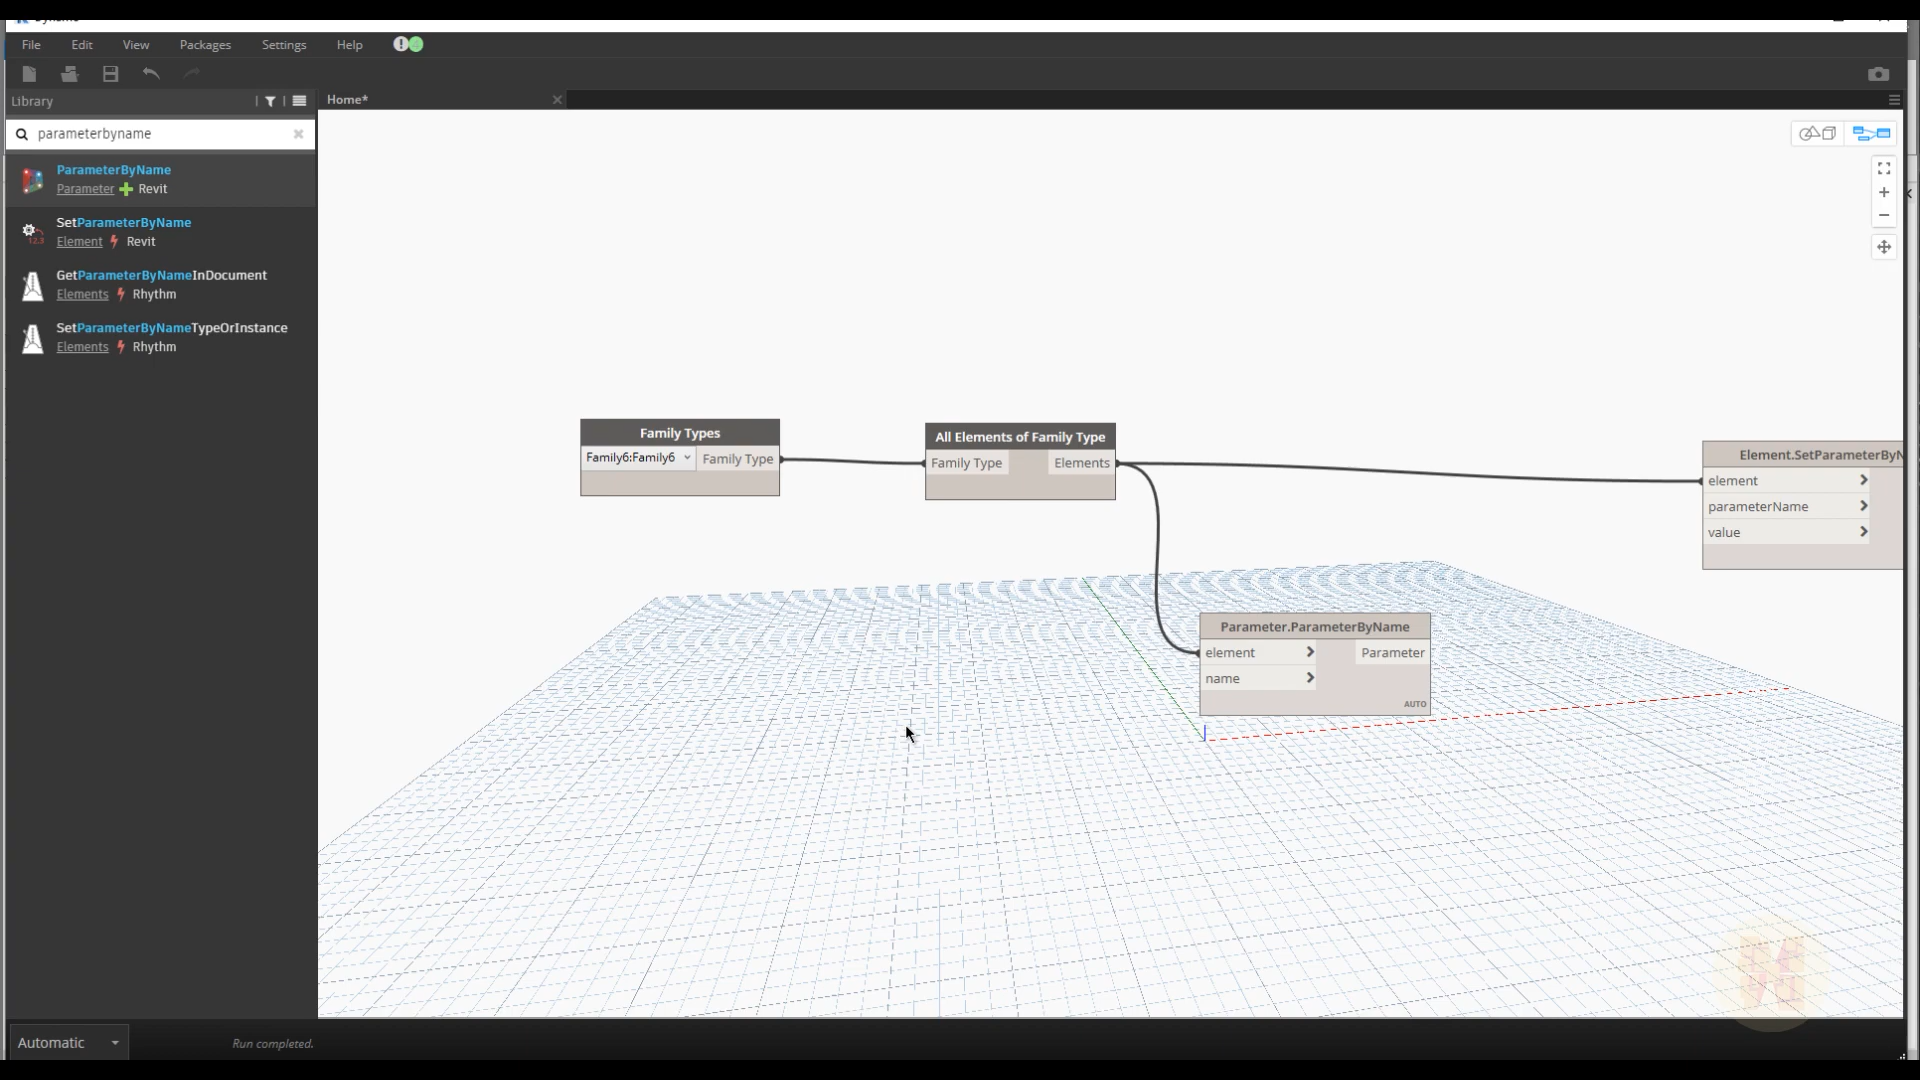 File Edit View Packages Settings Help
Library
Home*
parameterbyname
ParameterByName
Parameter Revit
SetParameterByName
Element Revit
GetParameterByNameInDocument
Elements Rhythm
SetParameterByNameTypeOrInstance
Elements Rhythm
Family Types
Family6:Family6 Family Type
All Elements of Family Type
Family Type Elements
Element.SetParameterByN
element
parameterName
value
Parameter.ParameterByName
element Parameter
name
AUTO
Automatic
Run completed.